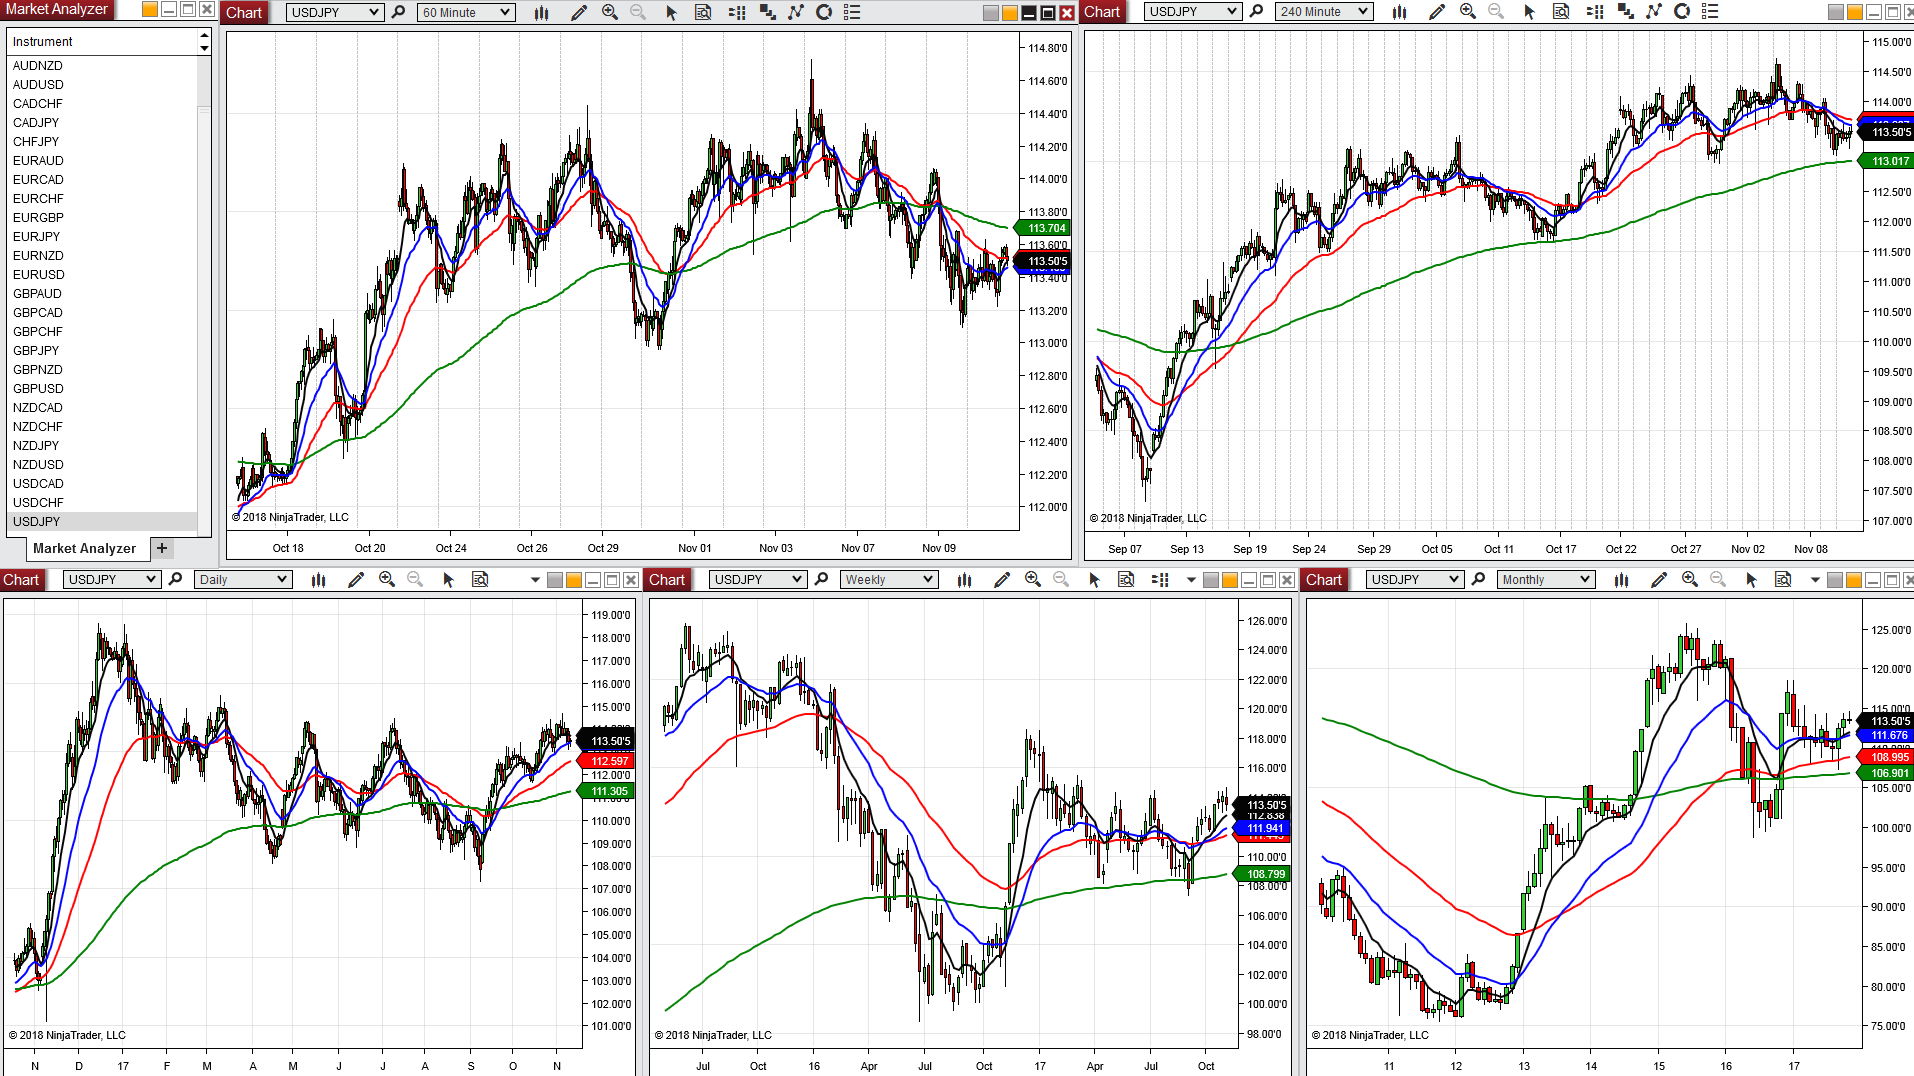 Market Analyzer
Instrument
AUDNZD
AUDUSD
CADCHF
CADJPY
CHFJPY
EURAUD
EURCAD
EURCHF
EURGBP
EURJPY
EURNZD
EURUSD
GBPAUD
GBPCAD
GBPCHF
GBPJPY
GBPNZD
GBPUSD
NZDCAD
NZDCHF
NZDJPY
NZDUSD
USDCAD
USDCHF
USDJPY
Market Analyzer +
Chart USDJPY 60 Minute
114.80'0
114.60'0
114.40'0
114.20'0
114.00'0
113.80'0
113.704
113.60'0
113.50'5
113.40'0
113.20'0
113.00'0
112.80'0
112.60'0
112.40'0
112.20'0
112.00'0
© 2018 NinjaTrader, LLC
Oct 18 Oct 20 Oct 24 Oct 26 Oct 29 Nov 01 Nov 03 Nov 07 Nov 09
Chart USDJPY 240 Minute
115.00'0
114.50'0
114.00'0
113.50'5
113.017
112.50'0
112.00'0
111.50'0
111.00'0
110.50'0
110.00'0
109.50'0
109.00'0
108.50'0
108.00'0
107.50'0
107.00'0
© 2018 NinjaTrader, LLC
Sep 07 Sep 13 Sep 19 Sep 24 Sep 29 Oct 05 Oct 11 Oct 17 Oct 22 Oct 27 Nov 02 Nov 08
Chart USDJPY Daily
119.00'0
118.00'0
117.00'0
116.00'0
115.00'0
113.50'5
112.597
112.00'0
111.305
110.00'0
109.00'0
108.00'0
107.00'0
106.00'0
105.00'0
104.00'0
103.00'0
102.00'0
101.00'0
© 2018 NinjaTrader, LLC
N D 17 F M A M J J A S O N
Chart USDJPY Weekly
126.00'0
124.00'0
122.00'0
120.00'0
118.00'0
116.00'0
113.50'5
112.838
111.941
110.00'0
108.799
108.00'0
106.00'0
104.00'0
102.00'0
100.00'0
98.00'0
© 2018 NinjaTrader, LLC
Jul Oct 16 Apr Jul Oct 17 Apr Jul Oct
Chart USDJPY Monthly
125.00'0
120.00'0
115.00'0
113.50'5
111.676
108.995
106.901
105.00'0
100.00'0
95.00'0
90.00'0
85.00'0
80.00'0
75.00'0
© 2018 NinjaTrader, LLC
11 12 13 14 15 16 17